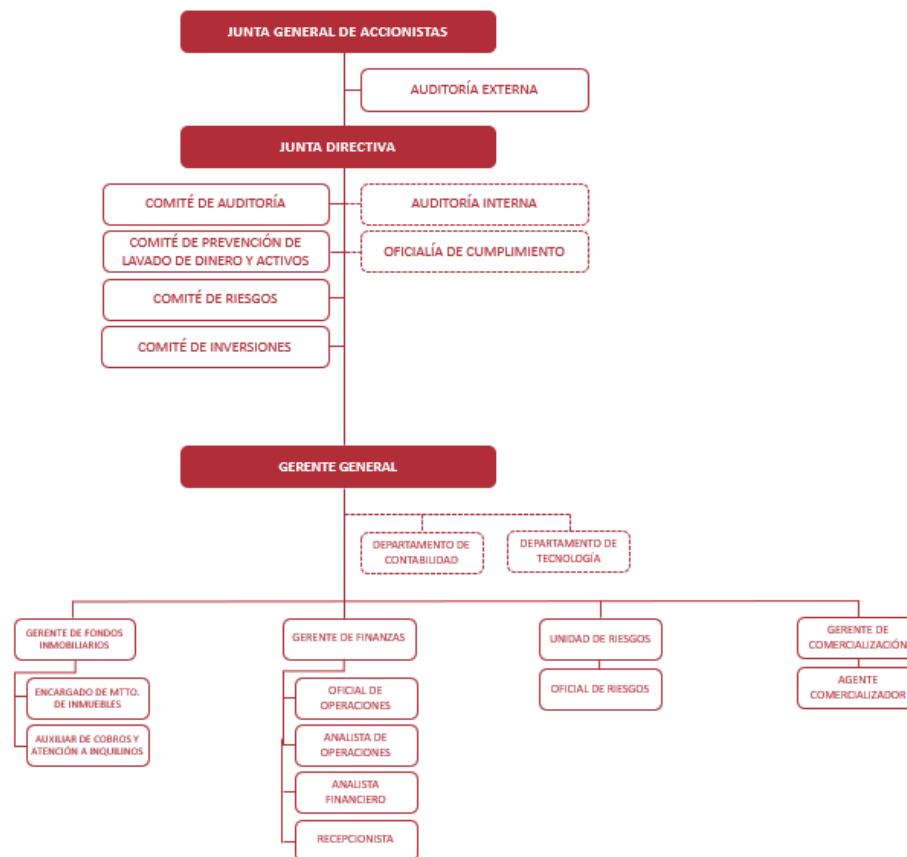 JUNTA GENERAL DE ACCIONISTAS
AUDITORÍA EXTERNA
JUNTA DIRECTIVA
COMITÉ DE AUDITORÍA
AUDITORÍA INTERNA
COMITÉ DE PREVENCIÓN DE
LAVADO DE DINERO Y ACTIVOS
OFICIALÍA DE CUMPLIMIENTO
COMITÉ DE RIESGOS
COMITÉ DE INVERSIONES
GERENTE GENERAL
DEPARTAMENTO DE
CONTABILIDAD
DEPARTAMENTO DE
TECNOLOGÍA
GERENTE DE FONDOS
INMOBILIARIOS
GERENTE DE FINANZAS
UNIDAD DE RIESGOS
GERENTE DE
COMERCIALIZACIÓN
ENCARGADO DE MTTO.
DE INMUEBLES
AUXILIAR DE COBROS Y
ATENCIÓN A INQUILINOS
OFICIAL DE
OPERACIONES
ANALISTA DE
OPERACIONES
ANALISTA
FINANCIERO
RECEPCIONISTA
OFICIAL DE RIESGOS
AGENTE
COMERCIALIZADOR